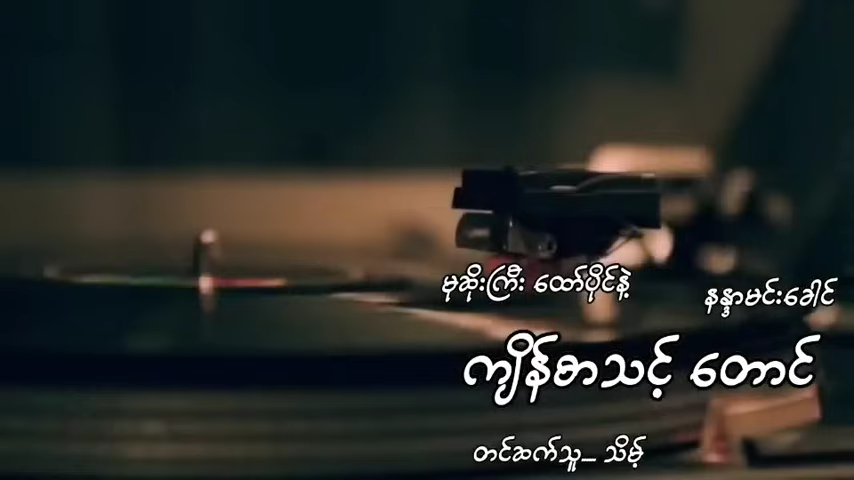 မုဆိုးကြီး ထော်ပိုင်နဲ့
နန္ဒာမင်းခေါင်
ကျိန်စာသင့် တောင်
တင်ဆက်သူ_ သိမ့်